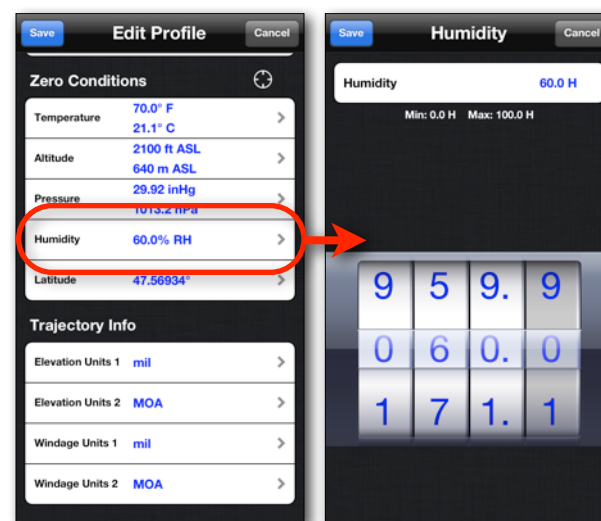 Save Edit Profile Cancel
Zero Conditions
Temperature 70.0° F
21.1° C
Altitude 2100 ft ASL
640 m ASL
Pressure 29.92 inHg
1013.2 hPa
Humidity 60.0% RH
Latitude 47.56934°
Trajectory Info
Elevation Units 1 mil
Elevation Units 2 MOA
Windage Units 1 mil
Windage Units 2 MOA
Save Humidity Cancel
Humidity 60.0 H
Min: 0.0 H Max: 100.0 H
9 5 9. 9
0 6 0. 0
1 7 1. 1